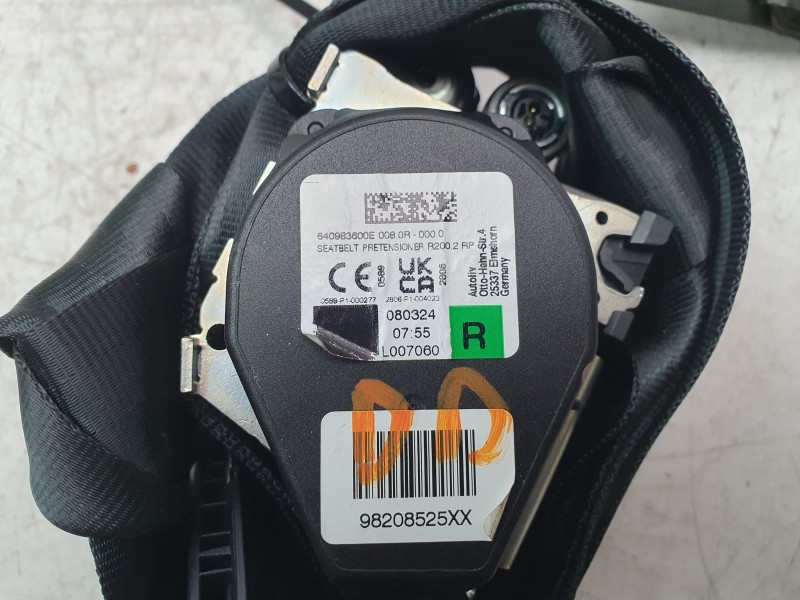 640983600E 008.0R - 000.0
SEATBELT PRETENSIONER R200.2 RP
CE 0589
UK CA 2806
0589-P1-000277 2806-P1-004023
Autoliv
Otto-Hahn-Str.4
25337 Elmshorn
Germany
080324
07:55
L007060
R
DD
98208525XX